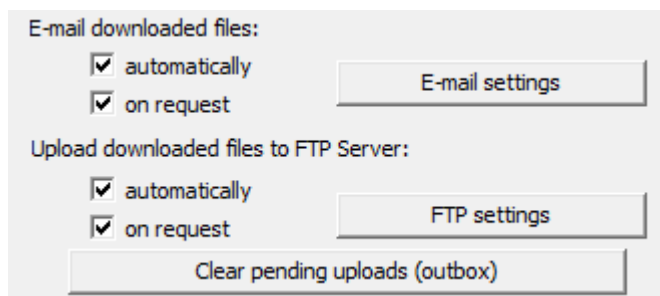 E-mail downloaded files:
automatically
E-mail settings
on request
Upload downloaded files to FTP Server:
automatically
FTP settings
on request
Clear pending uploads (outbox)